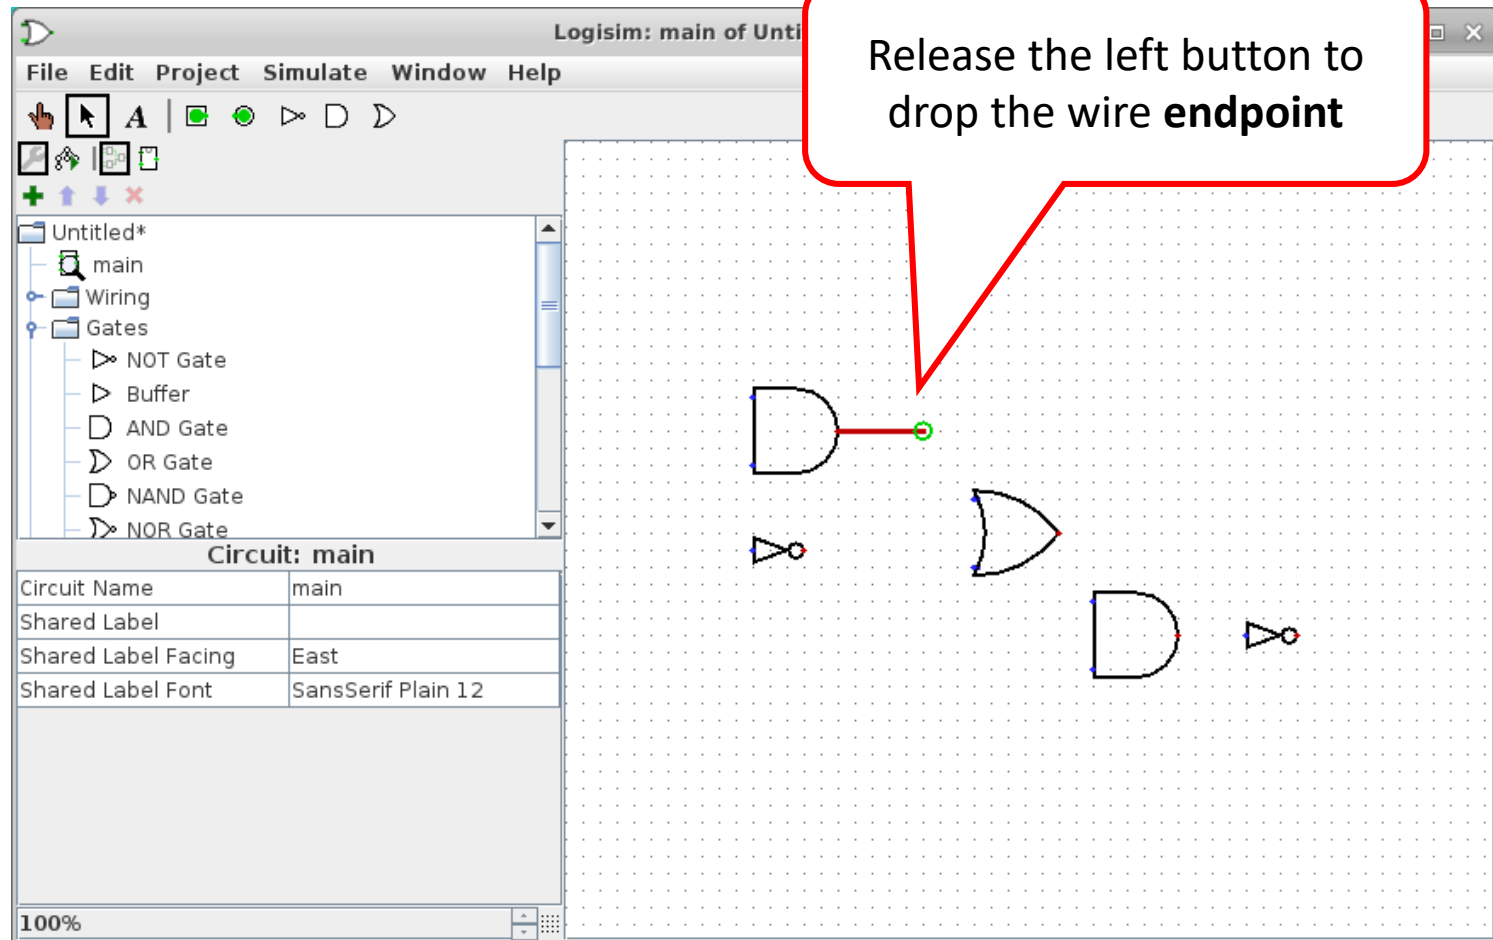 Logisim: main of Unti
Release the left button to
drop the wire endpoint
File Edit Project Simulate Window Help
A
Untitled*
main
Wiring
Gates
NOT Gate
Buffer
AND Gate
OR Gate
NAND Gate
NOR Gate
Circuit: main
Circuit Name main
Shared Label
Shared Label Facing East
Shared Label Font SansSerif Plain 12
100%